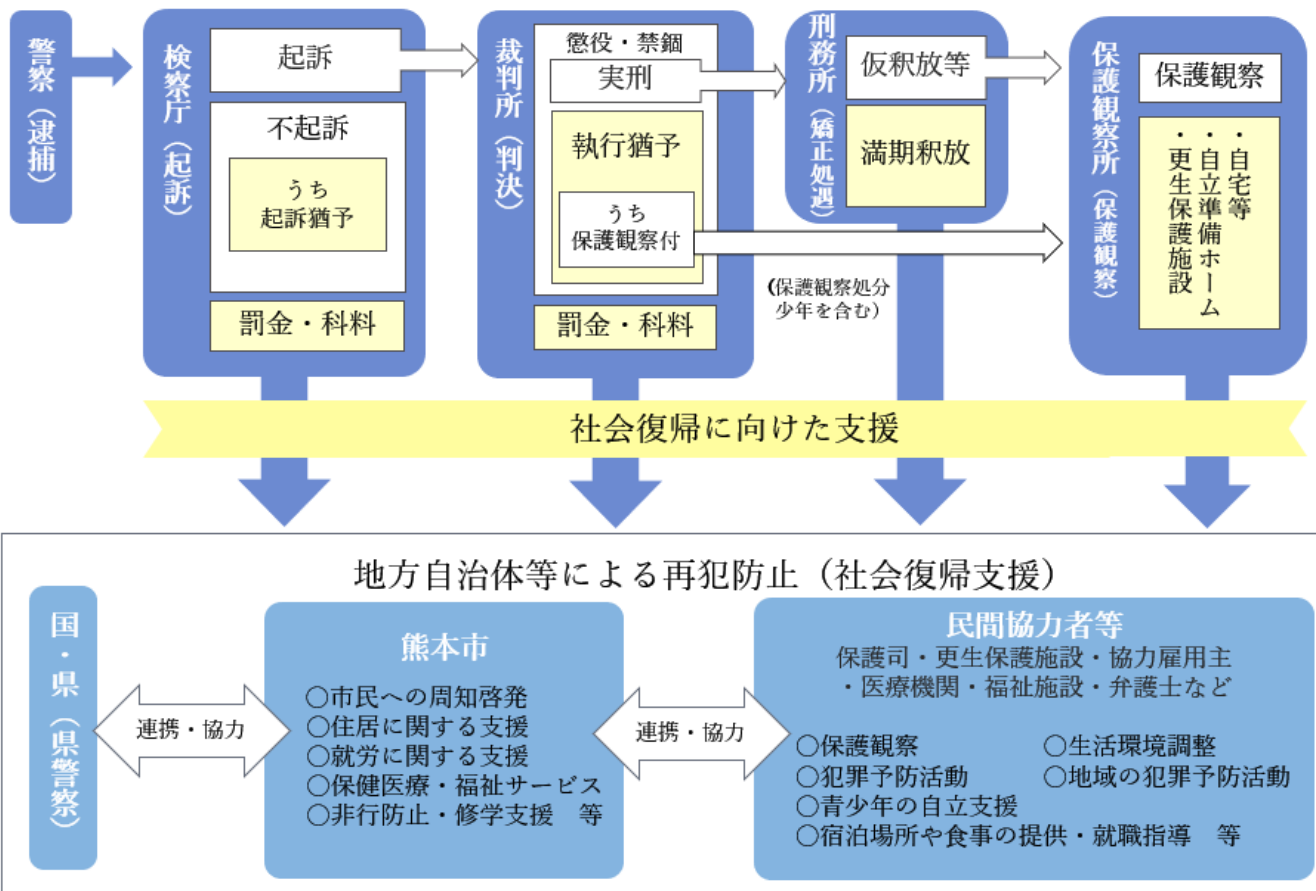 警察（逮捕）
検察庁（起訴）
起訴
不起訴
うち
起訴猶予
罰金・科料
裁判所（判決）
懲役・禁錮
実刑
執行猶予
うち
保護観察付
罰金・科料
刑務所（矯正処遇）
仮釈放等
満期釈放
（保護観察処分
少年を含む）
保護観察所（保護観察）
保護観察
・自宅等
・自立準備ホーム
・更生保護施設
社会復帰に向けた支援
地方自治体等による再犯防止（社会復帰支援）
国・県（県警察）
連携・協力
熊本市
〇市民への周知啓発
〇住居に関する支援
〇就労に関する支援
〇保健医療・福祉サービス
〇非行防止・修学支援　等
連携・協力
民間協力者等
保護司・更生保護施設・協力雇用主
・医療機関・福祉施設・弁護士など
〇保護観察　〇生活環境調整
〇犯罪予防活動　〇地域の犯罪予防活動
〇青少年の自立支援
〇宿泊場所や食事の提供・就職指導　等